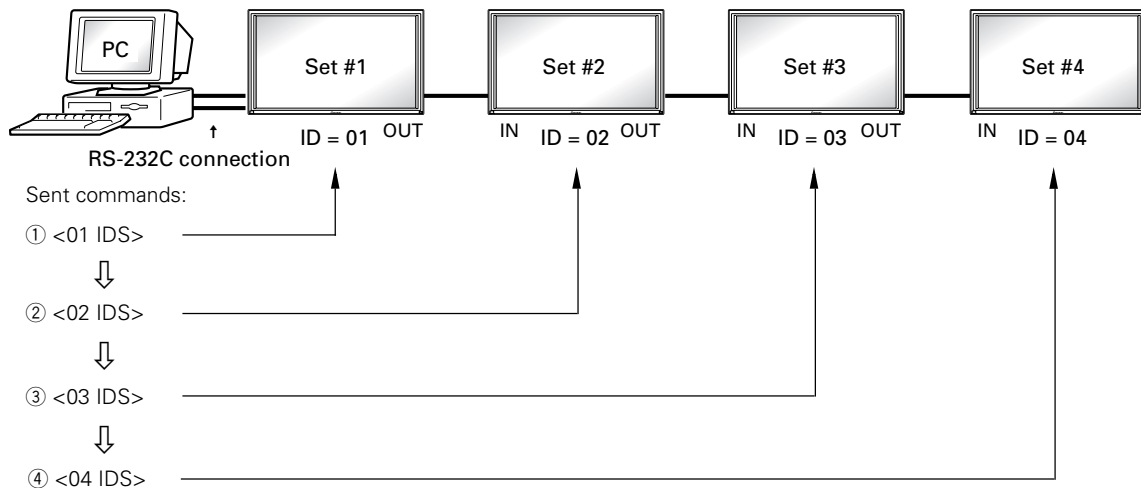 PC
Set #1
Set #2
Set #3
Set #4
ID = 01 OUT
IN ID = 02 OUT
IN ID = 03 OUT
IN ID = 04
RS-232C connection
Sent commands:
① <01 IDS>
② <02 IDS>
③ <03 IDS>
④ <04 IDS>